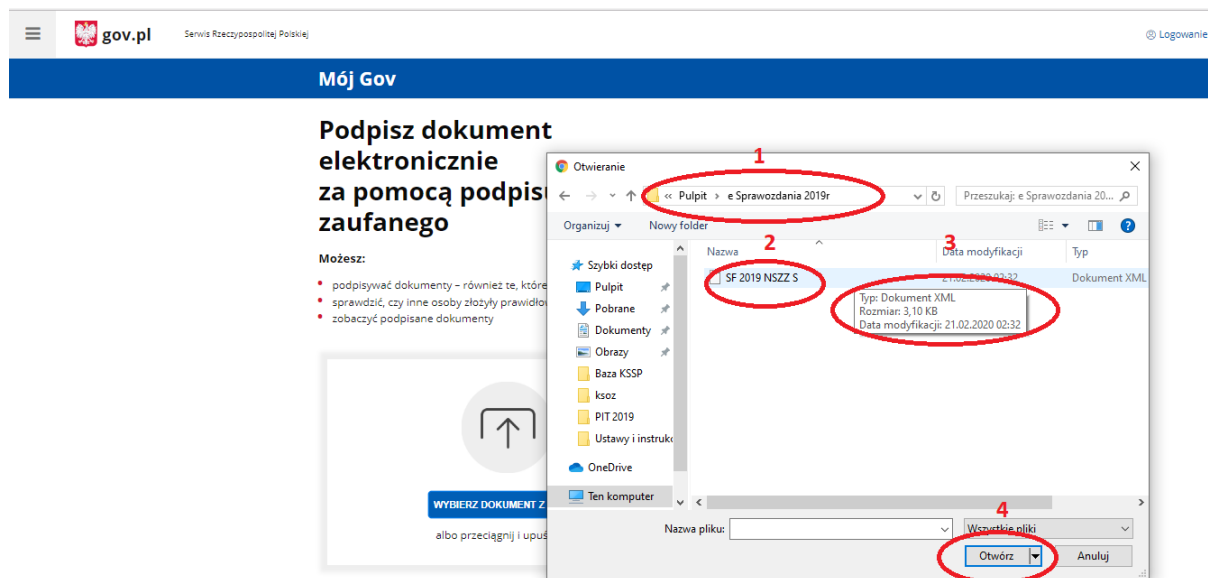 gov.pl
Serwis Rzeczypospolitej Polskiej
Logowanie
Mój Gov
Podpisz dokument
elektronicznie
za pomocą
zaufanego
Możesz:
podpisywać dokumenty – również te, które
sprawdzić, czy inne osoby złożyły
zobaczyć podpisane dokumenty
WYBIERZ DOKUMENT Z
albo przeciągnij i
1
Otwieranie
« Pulpit › e Sprawozdania 2019r
Przeszukaj: e Sprawozdania 20...
Organizuj
Nowy folder
2
3
Nazwa
Data modyfikacji
Typ
Szybki dostęp
Pulpit
Pobrane
Dokumenty
Obrazy
Baza KSSP
ksoz
PIT 2019
Ustawy i
OneDrive
Ten komputer
SF 2019 NSZZ S
21.02.2020 02:32
Dokument XML
Typ: Dokument XML
Rozmiar: 3,10 KB
Data modyfikacji: 21.02.2020 02:32
4
Nazwa pliku:
Wszystkie pliki
Otwórz
Anuluj